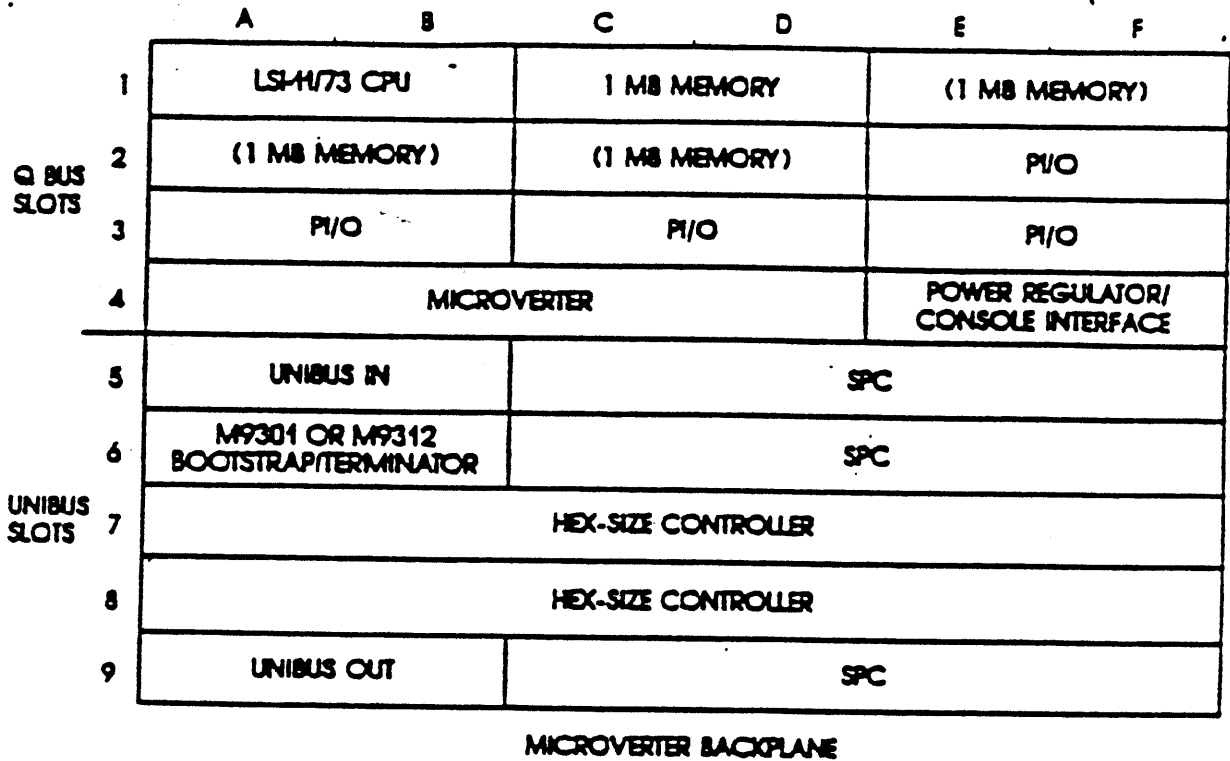 A B C D E F
1 LSI-11/73 CPU 1 MB MEMORY (1 MB MEMORY)
Q BUS
SLOTS
2 (1 MB MEMORY) (1 MB MEMORY) PI/O
3 PI/O PI/O PI/O
4 MICROVERTER POWER REGULATOR/
CONSOLE INTERFACE
5 UNIBUS IN SPC
6 M9301 OR M9312
BOOTSTRAP/TERMINATOR SPC
UNIBUS
SLOTS
7 HEX-SIZE CONTROLLER
8 HEX-SIZE CONTROLLER
9 UNIBUS OUT SPC
MICROVERTER BACKPLANE